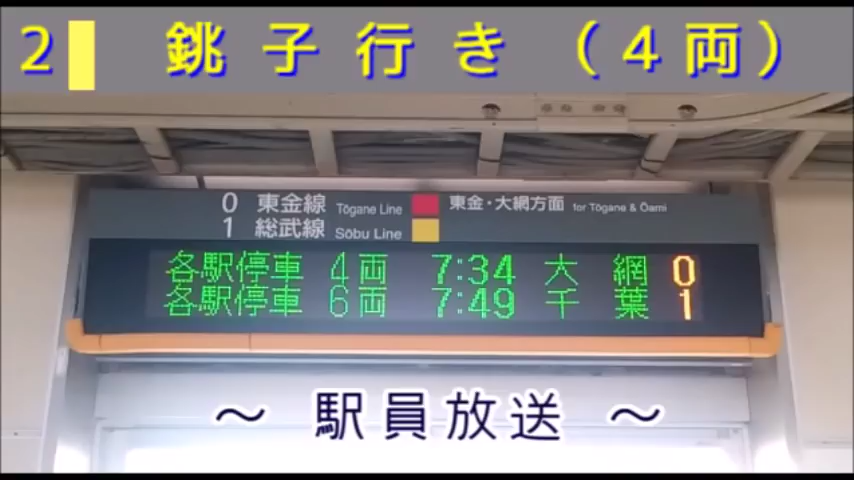 2 銚子行き（4両）
0 東金線 Tōgane Line 東金・大網方面 for Tōgane & Ōami
1 総武線 Sōbu Line
各駅停車 4両 7:34 大網 0
各駅停車 6両 7:49 千葉 1
～ 駅員放送 ～